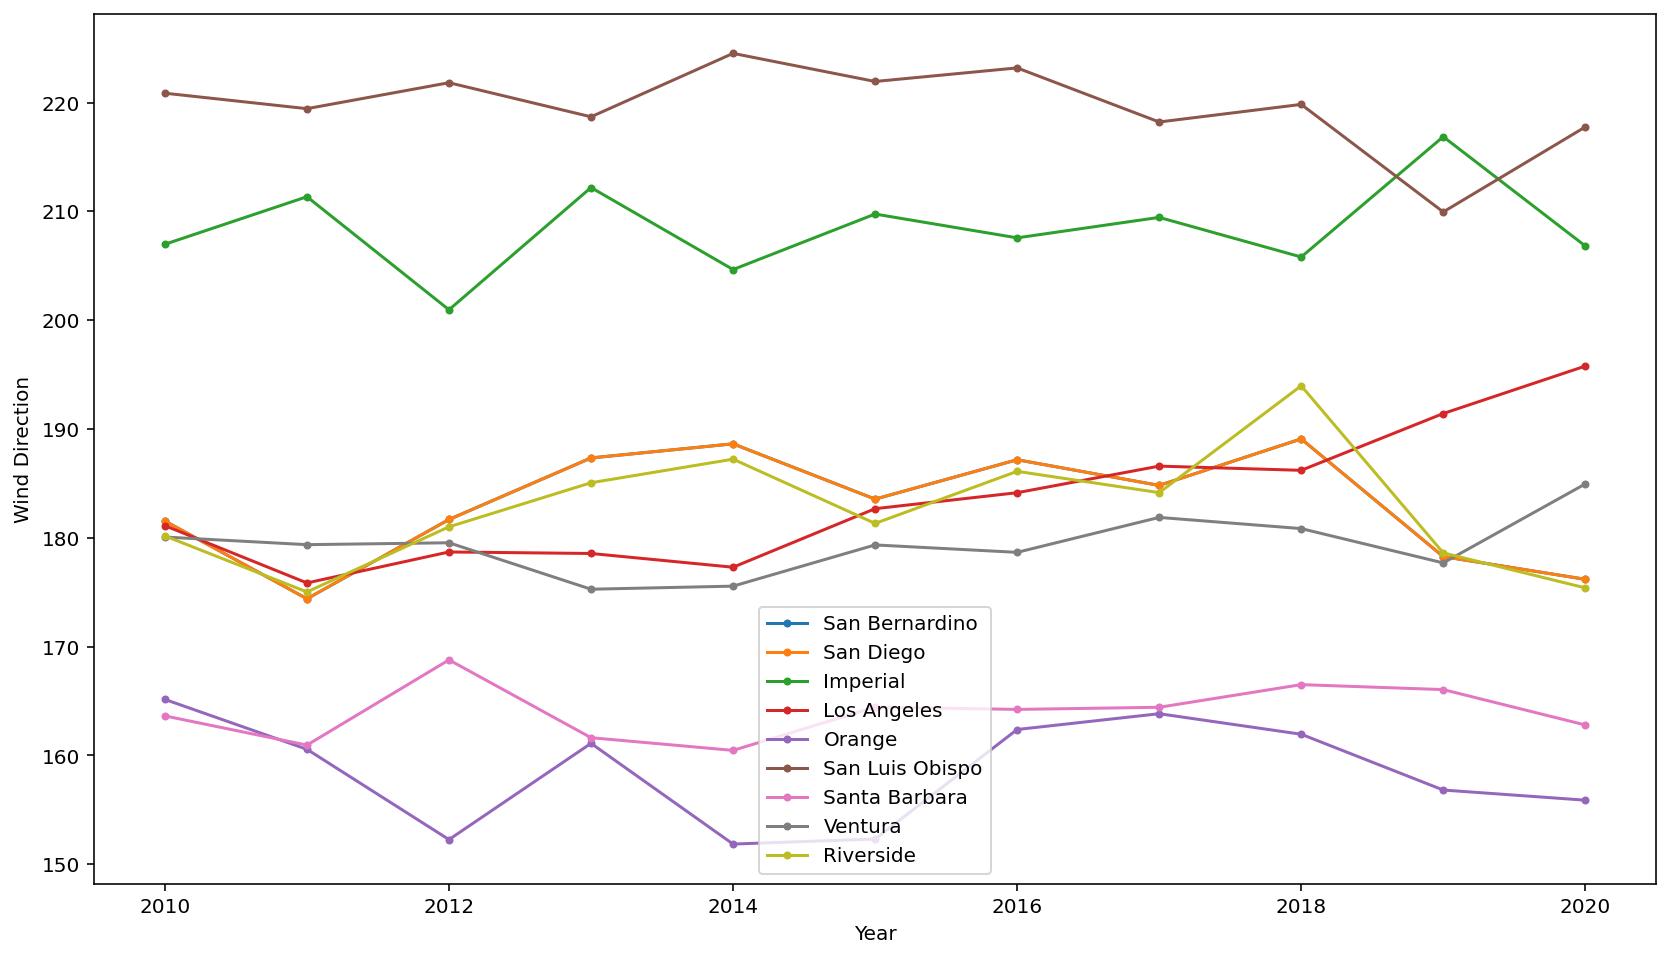 220
210
200
190
180
170
160
150
Wind Direction
San Bernardino
San Diego
Imperial
Los Angeles
Orange
San Luis Obispo
Santa Barbara
Ventura
Riverside
2010 2012 2014 2016 2018 2020
Year